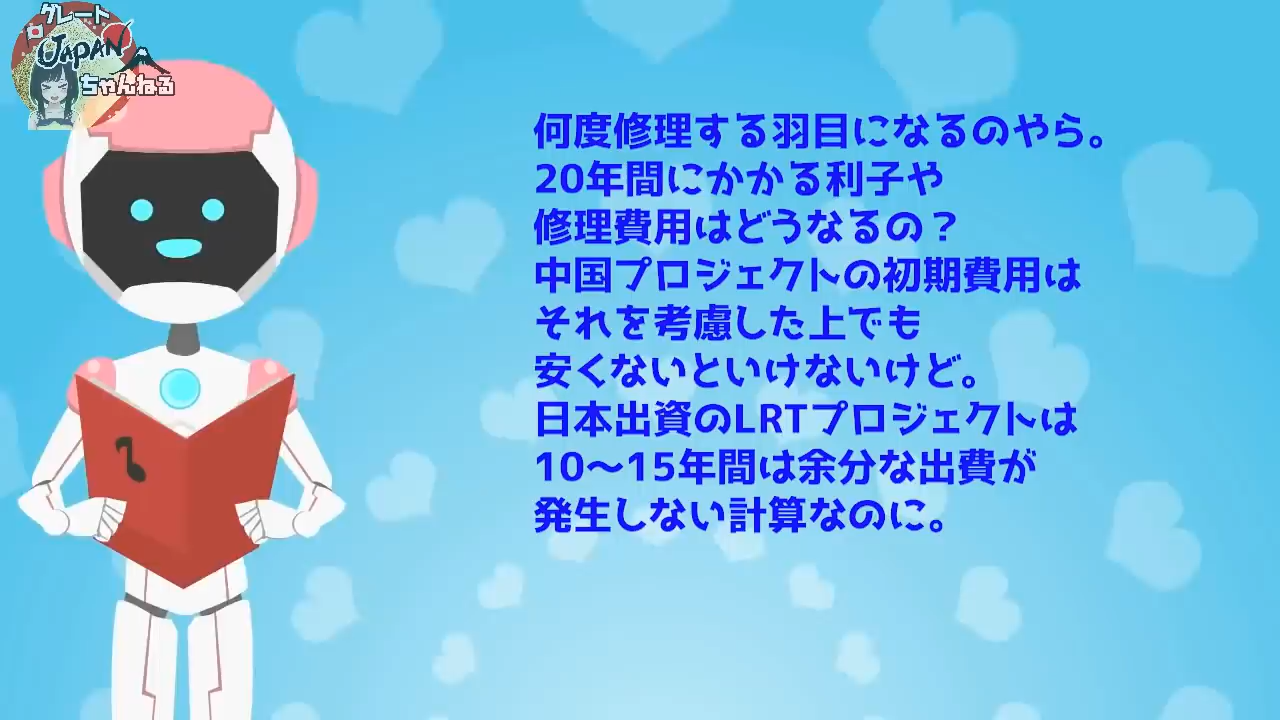 グレート
JAPAN
ちゃんねる
何度修理する羽目になるのやら。
20年間にかかる利子や
修理費用はどうなるの？
中国プロジェクトの初期費用は
それを考慮した上でも
安くないといけないけど。
日本出資のLRTプロジェクトは
10～15年間は余分な出費が
発生しない計算なのに。